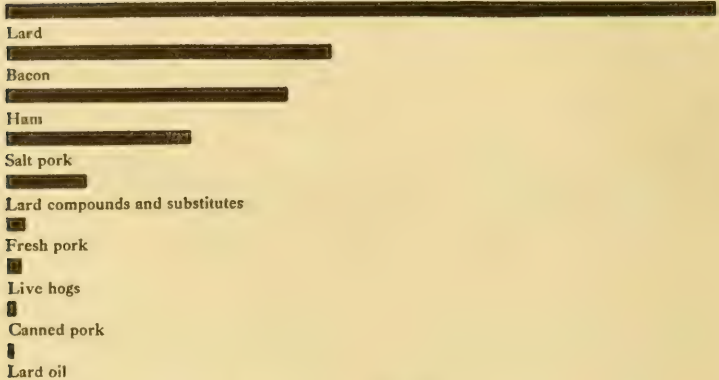 Lard
Bacon
Ham
Salt pork
Lard compounds and substitutes
Fresh pork
Live hogs
Canned pork
Lard oil